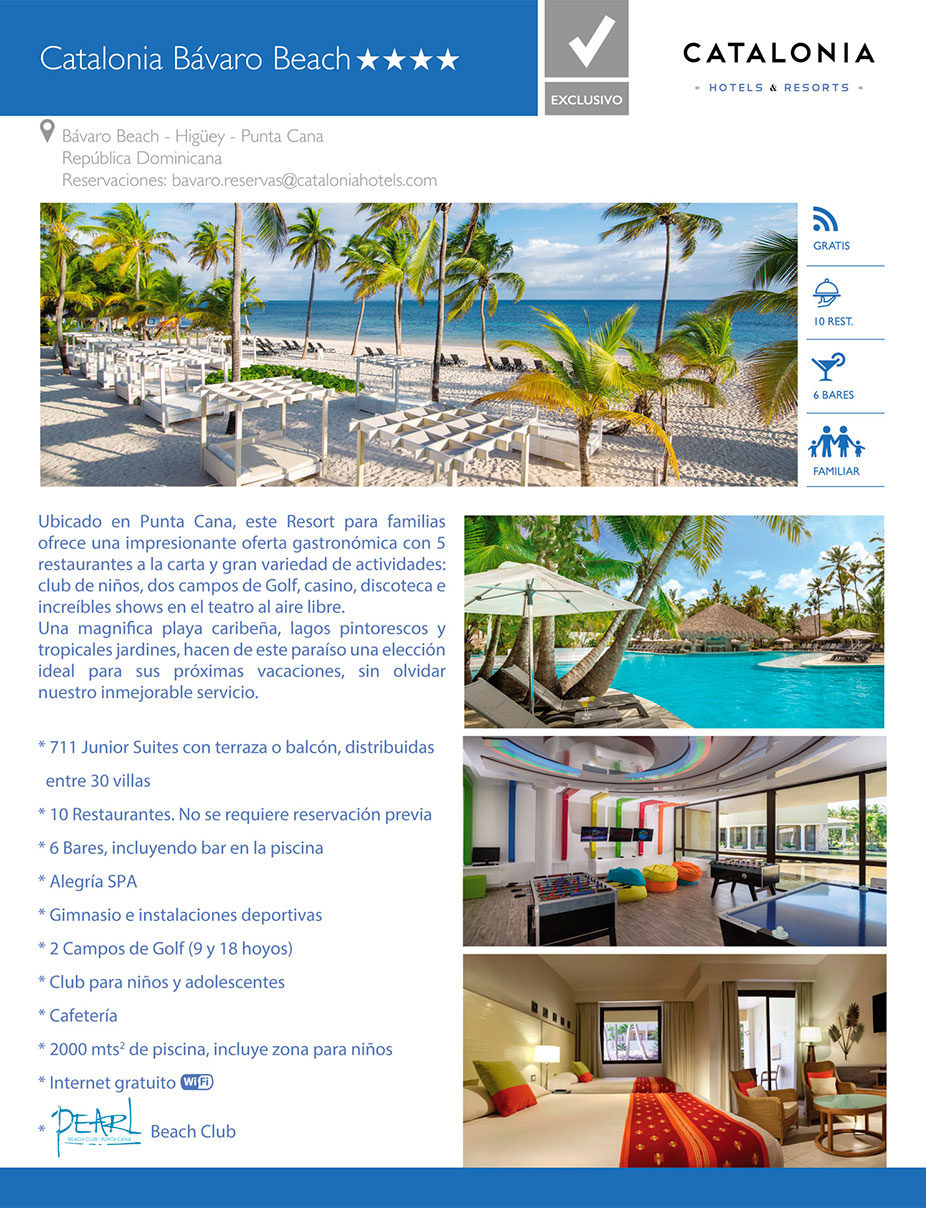 Catalonia Bávaro Beach ★★★★
EXCLUSIVO
CATALONIA
- HOTELS & RESORTS -
Bávaro Beach - Higüey - Punta Cana
República Dominicana
Reservaciones: bavaro.reservas@cataloniahotels.com
GRATIS
10 REST.
6 BARES
FAMILIAR
Ubicado en Punta Cana, este Resort para familias
ofrece una impresionante oferta gastronómica con 5
restaurantes a la carta y gran variedad de actividades:
club de niños, dos campos de Golf, casino, discoteca e
increíbles shows en el teatro al aire libre.
Una magnifica playa caribeña, lagos pintorescos y
tropicales jardines, hacen de este paraíso una elección
ideal para sus próximas vacaciones, sin olvidar
nuestro inmejorable servicio.
* 711 Junior Suites con terraza o balcón, distribuidas
entre 30 villas
* 10 Restaurantes. No se requiere reservación previa
* 6 Bares, incluyendo bar en la piscina
* Alegría SPA
* Gimnasio e instalaciones deportivas
* 2 Campos de Golf (9 y 18 hoyos)
* Club para niños y adolescentes
* Cafetería
* 2000 mts² de piscina, incluye zona para niños
* Internet gratuito WiFi
* PEARL Beach Club
BEACH CLUB - PUNTA CANA